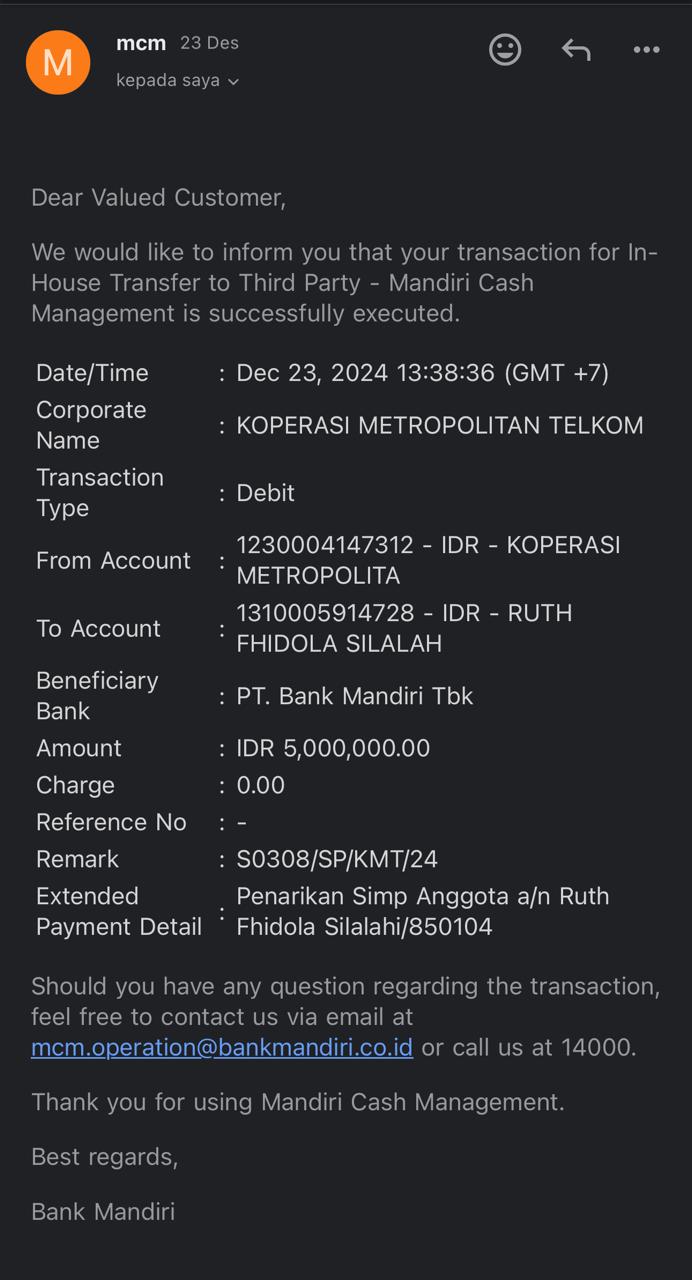 M
mcm 23 Des
kepada saya
Dear Valued Customer,
We would like to inform you that your transaction for In-
House Transfer to Third Party - Mandiri Cash
Management is successfully executed.
Date/Time : Dec 23, 2024 13:38:36 (GMT +7)
Corporate
Name : KOPERASI METROPOLITAN TELKOM
Transaction
Type : Debit
From Account : 1230004147312 - IDR - KOPERASI
METROPOLITA
To Account : 1310005914728 - IDR - RUTH
FHIDOLA SILALAH
Beneficiary
Bank : PT. Bank Mandiri Tbk
Amount : IDR 5,000,000.00
Charge : 0.00
Reference No : -
Remark : S0308/SP/KMT/24
Extended : Penarikan Simp Anggota a/n Ruth
Payment Detail Fhidola Silalahi/850104
Should you have any question regarding the transaction,
feel free to contact us via email at
mcm.operation@bankmandiri.co.id or call us at 14000.
Thank you for using Mandiri Cash Management.
Best regards,
Bank Mandiri